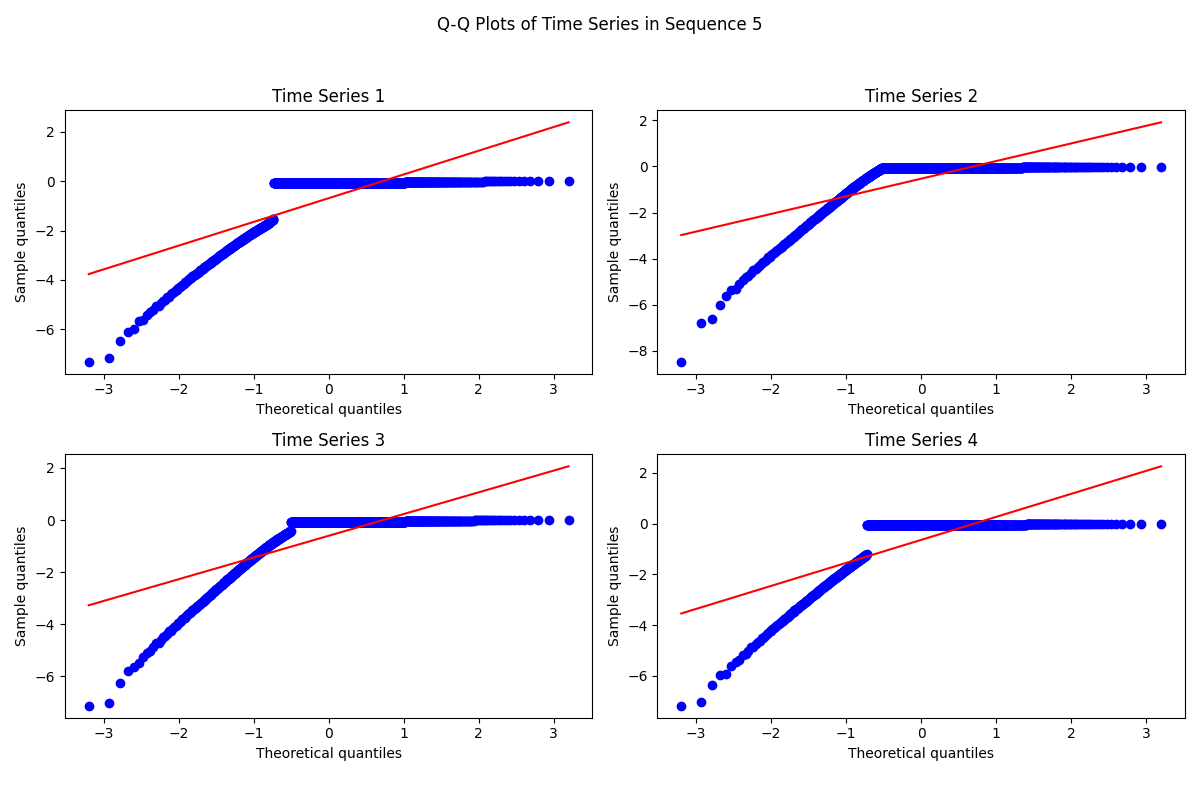 Q-Q Plots of Time Series in Sequence 5
Time Series 1
2
0
−2
−4
−6
Sample quantiles
−3 −2 −1 0 1 2 3
Theoretical quantiles
Time Series 2
2
0
−2
−4
−6
−8
Sample quantiles
−3 −2 −1 0 1 2 3
Theoretical quantiles
Time Series 3
2
0
−2
−4
−6
Sample quantiles
−3 −2 −1 0 1 2 3
Theoretical quantiles
Time Series 4
2
0
−2
−4
−6
Sample quantiles
−3 −2 −1 0 1 2 3
Theoretical quantiles